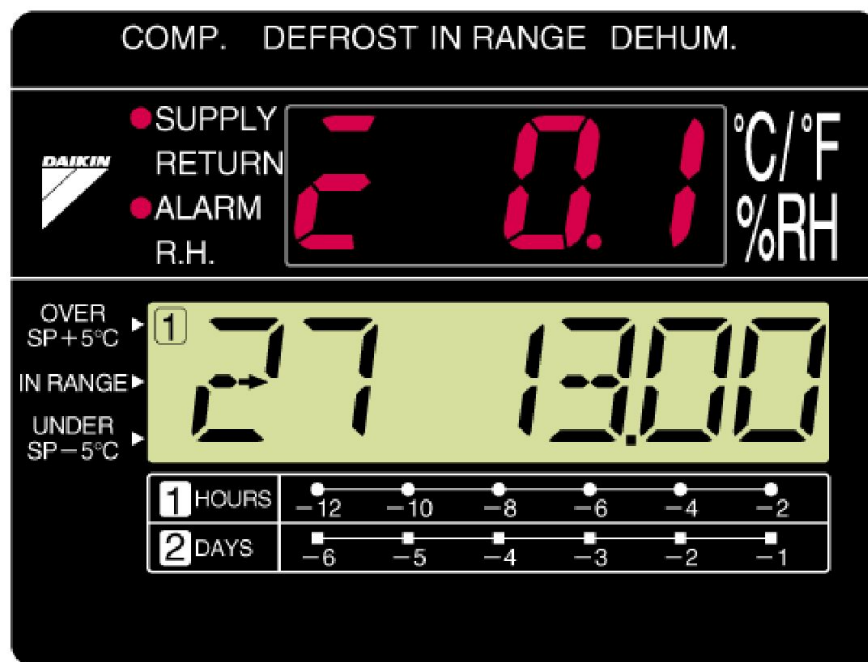 COMP. DEFROST IN RANGE DEHUM.
DAIKIN
SUPPLY
RETURN
ALARM
R.H.
c̄ 0.1
°C/°F
%RH
OVER
SP+5°C
IN RANGE
UNDER
SP−5°C
1 27 13.00
1 HOURS −12 −10 −8 −6 −4 −2
2 DAYS −6 −5 −4 −3 −2 −1